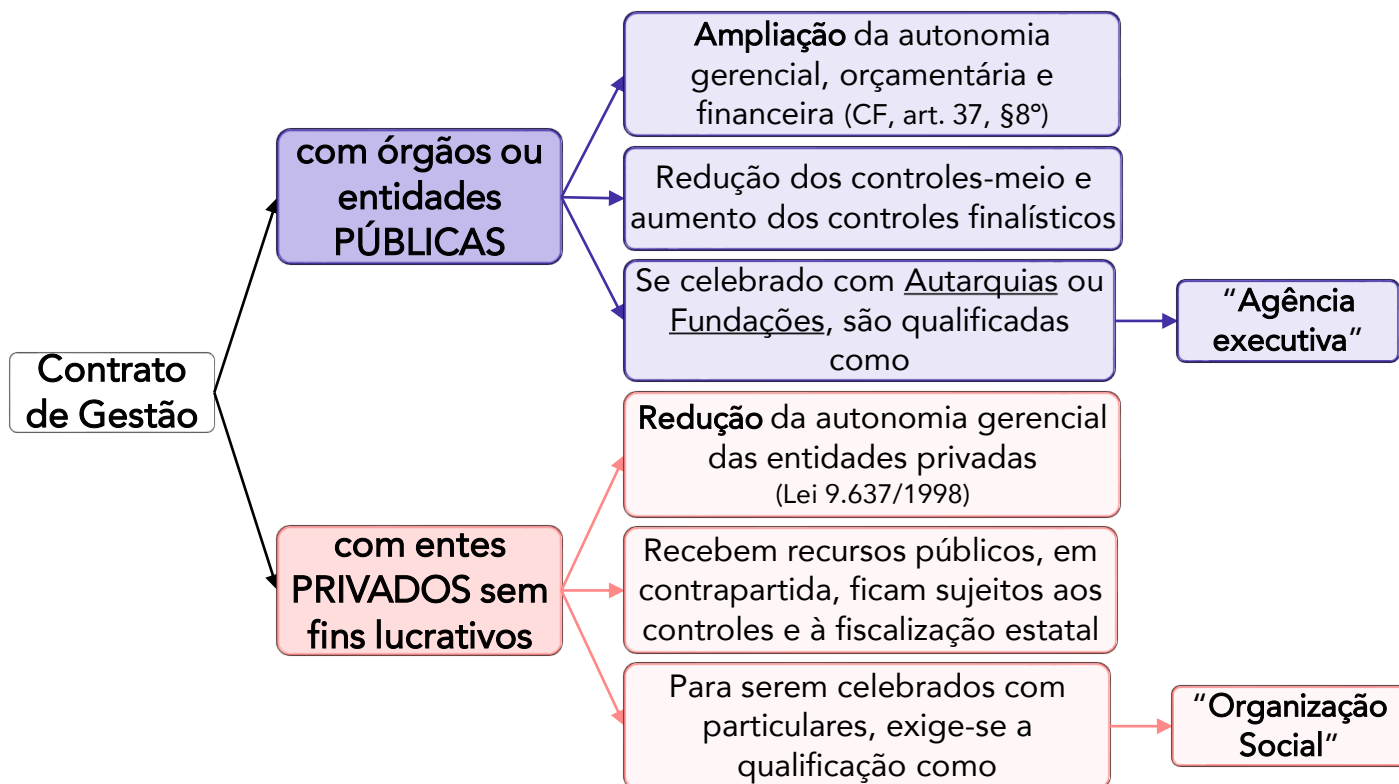 Contrato
de Gestão
com órgãos ou
entidades
PÚBLICAS
Ampliação da autonomia
gerencial, orçamentária e
financeira (CF, art. 37, §8º)
Redução dos controles-meio e
aumento dos controles finalísticos
Se celebrado com Autarquias ou
Fundações, são qualificadas
como
“Agência
executiva”
com entes
PRIVADOS sem
fins lucrativos
Redução da autonomia gerencial
das entidades privadas
(Lei 9.637/1998)
Recebem recursos públicos, em
contrapartida, ficam sujeitos aos
controles e à fiscalização estatal
Para serem celebrados com
particulares, exige-se a
qualificação como
“Organização
Social”